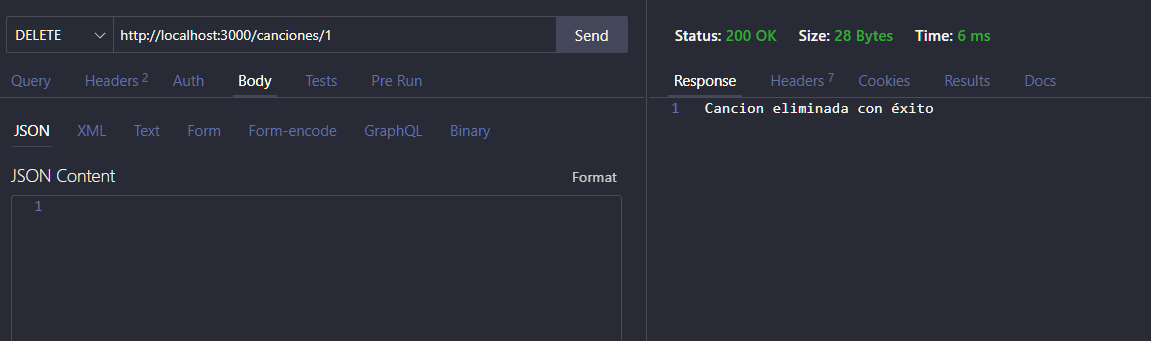 DELETE http://localhost:3000/canciones/1 Send
Query Headers 2 Auth Body Tests Pre Run
JSON XML Text Form Form-encode GraphQL Binary
JSON Content Format
1
Status: 200 OK Size: 28 Bytes Time: 6 ms
Response Headers 7 Cookies Results Docs
1 Cancion eliminada con éxito